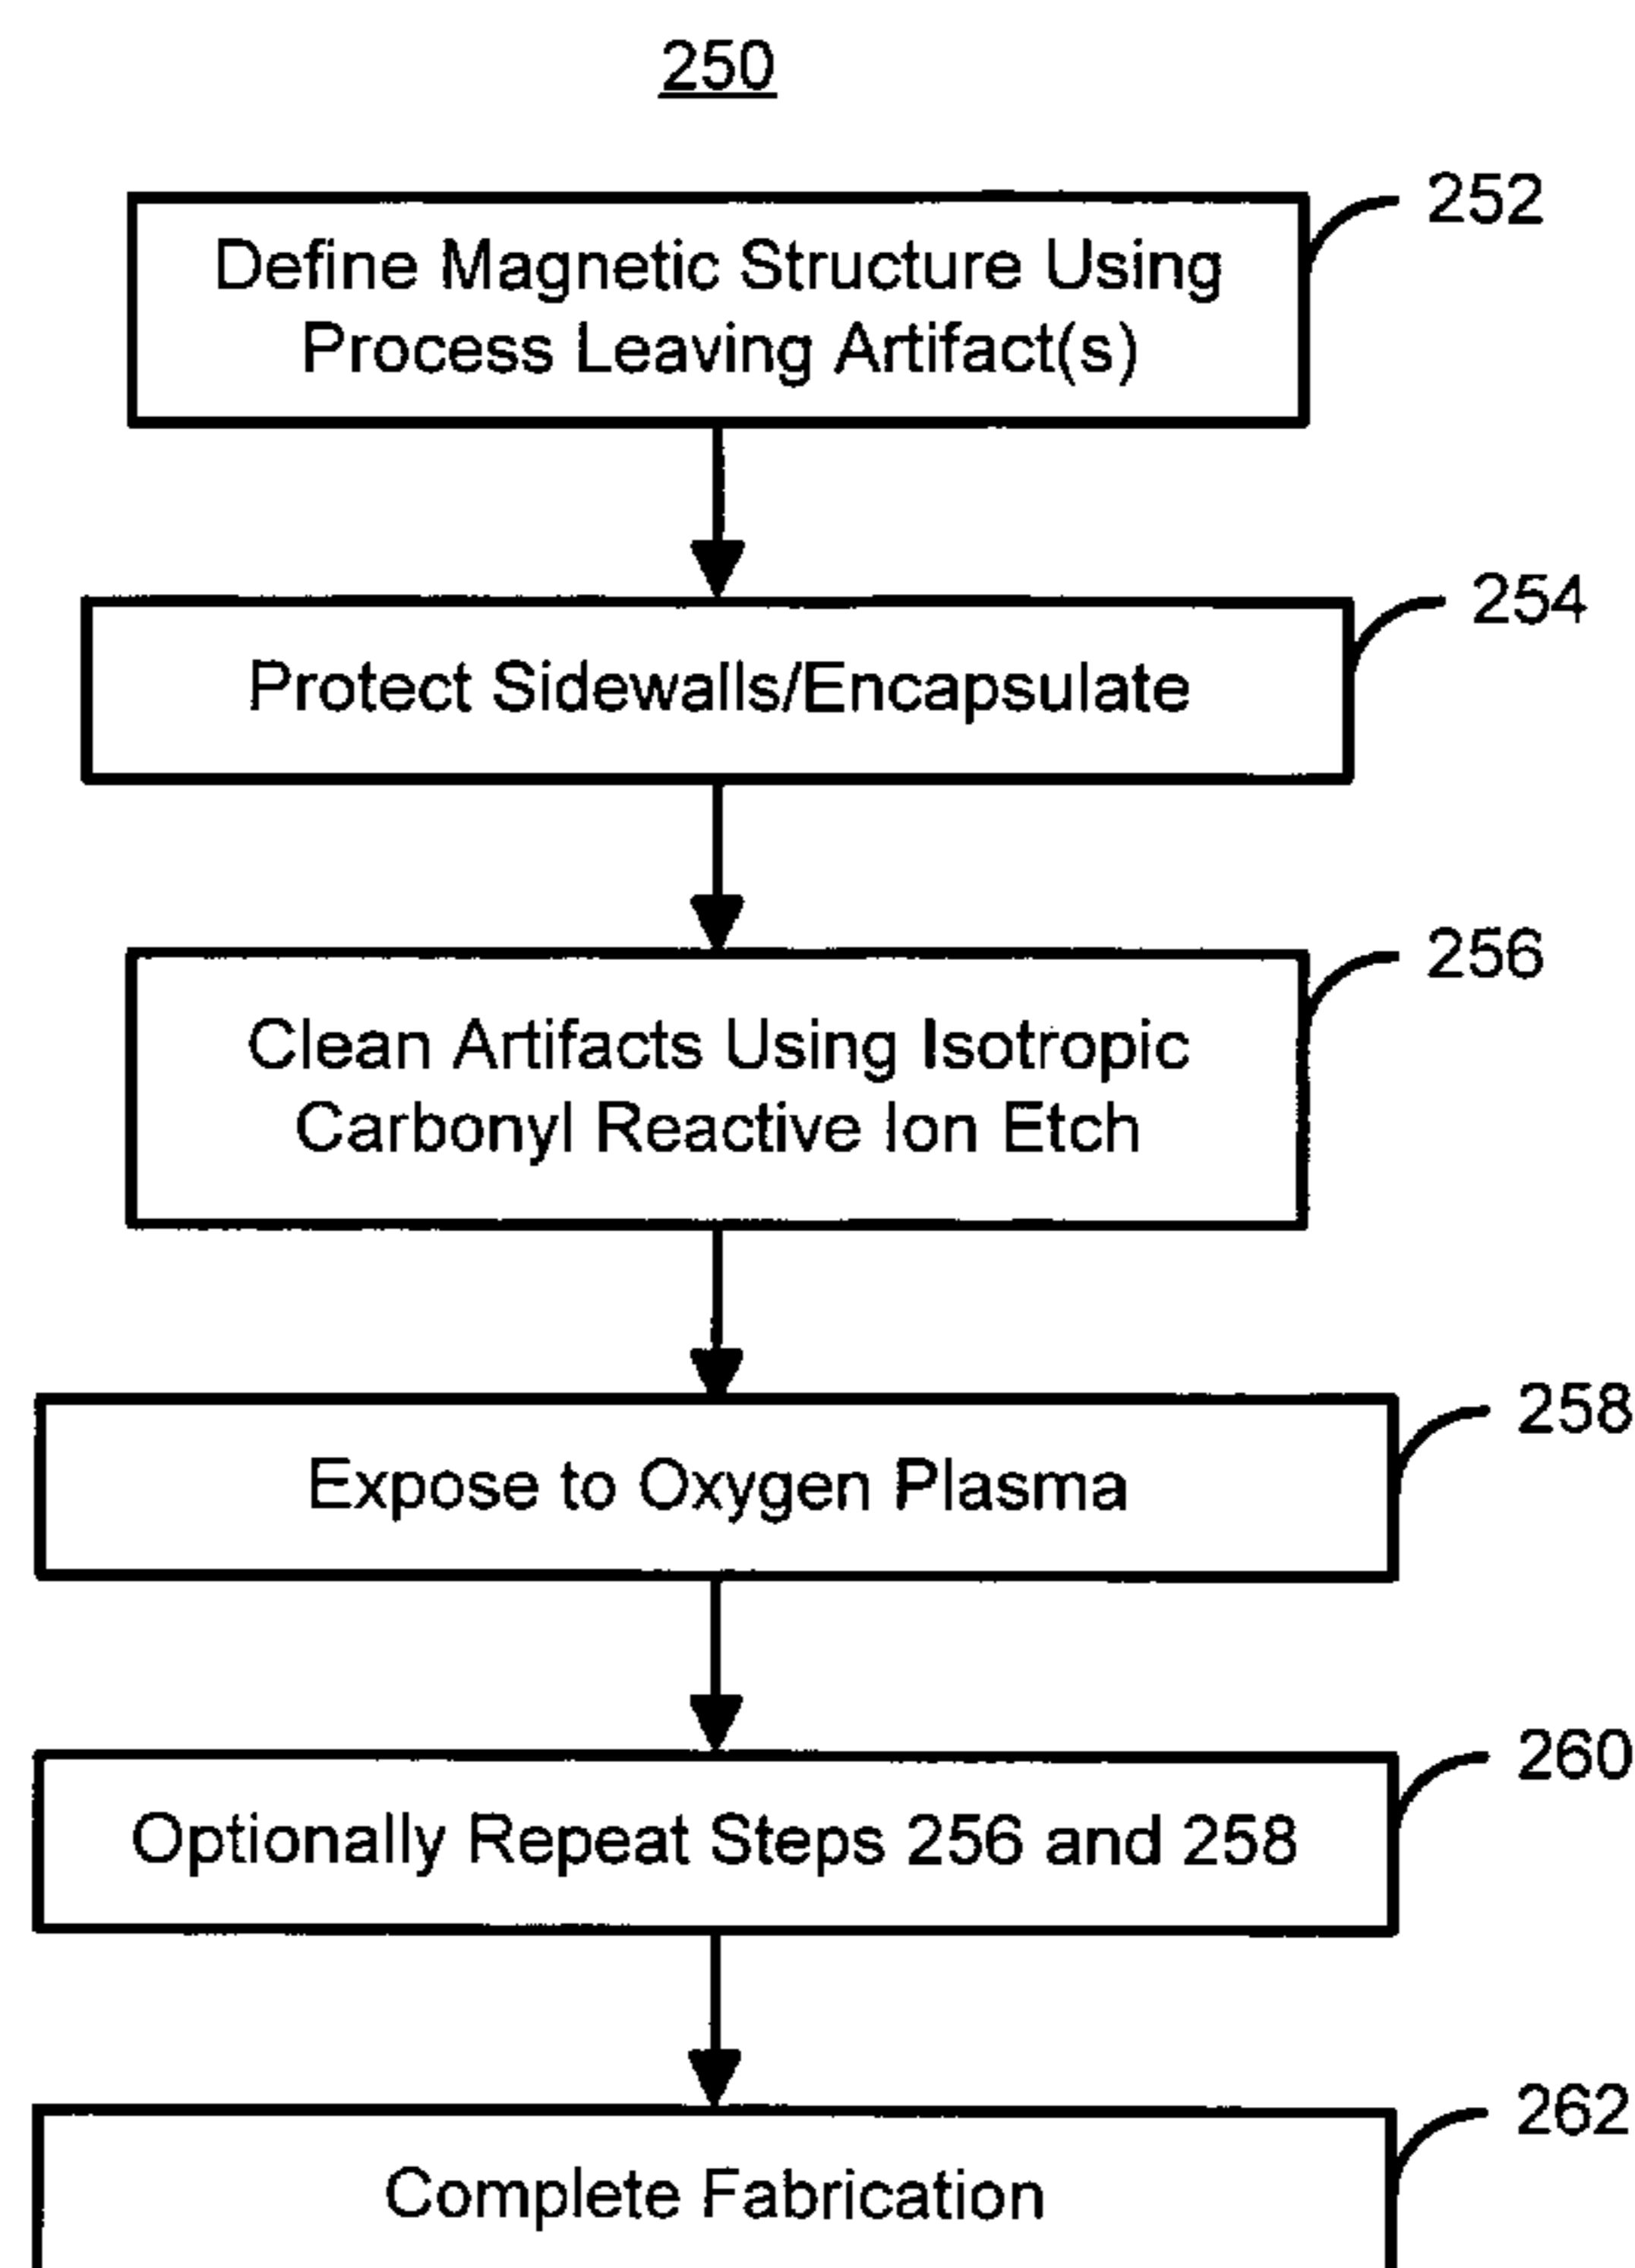 250
252
Define Magnetic Structure Using
Process Leaving Artifact(s)
254
Protect Sidewalls/Encapsulate
256
Clean Artifacts Using Isotropic
Carbonyl Reactive Ion Etch
258
Expose to Oxygen Plasma
260
Optionally Repeat Steps 256 and 258
262
Complete Fabrication